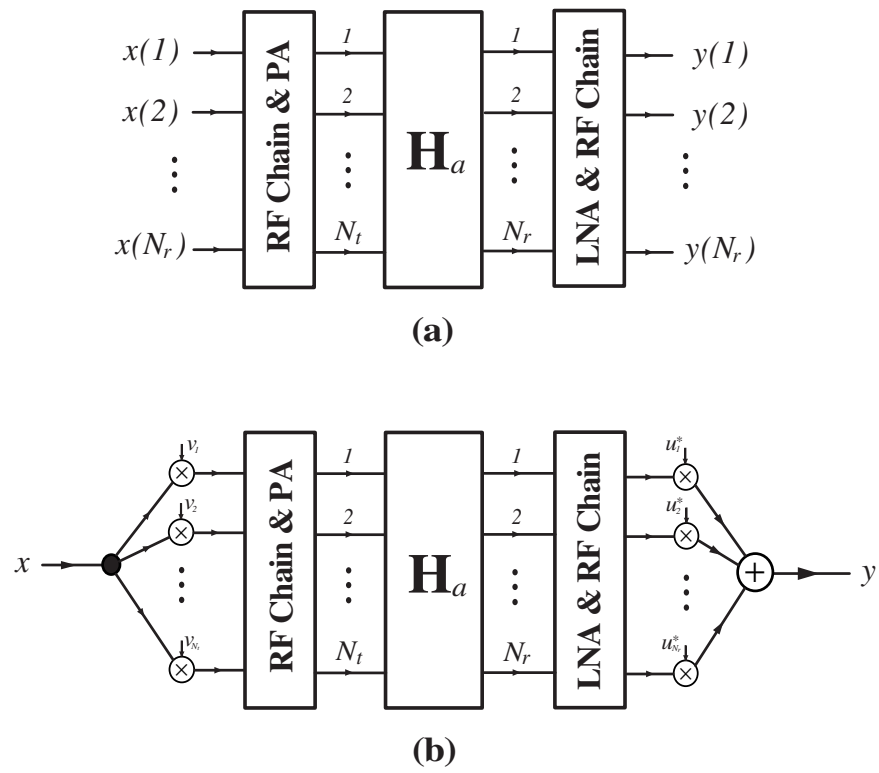 x(1) 1 1 y(1)
x(2) 2 2 y(2)
RF Chain & PA
H_a
LNA & RF Chain
x(N_r) N_t N_r y(N_r)
(a)
v_1 1 1 u_1^*
v_2 2 2 u_2^*
x RF Chain & PA H_a LNA & RF Chain + y
v_{N_t} N_t N_r u_{N_r}^*
(b)